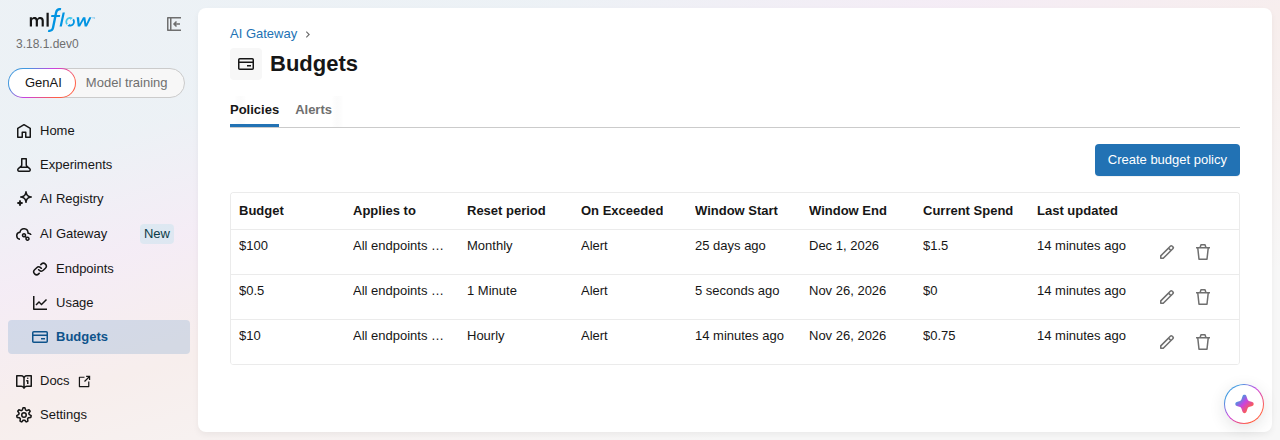 mlflow
3.18.1.dev0
GenAI Model training
Home
Experiments
AI Registry
AI Gateway New
Endpoints
Usage
Budgets
Docs
Settings
AI Gateway
Budgets
Policies Alerts
Create budget policy
Budget Applies to Reset period On Exceeded Window Start Window End Current Spend Last updated
$100 All endpoints … Monthly Alert 25 days ago Dec 1, 2026 $1.5 14 minutes ago
$0.5 All endpoints … 1 Minute Alert 5 seconds ago Nov 26, 2026 $0 14 minutes ago
$10 All endpoints … Hourly Alert 14 minutes ago Nov 26, 2026 $0.75 14 minutes ago